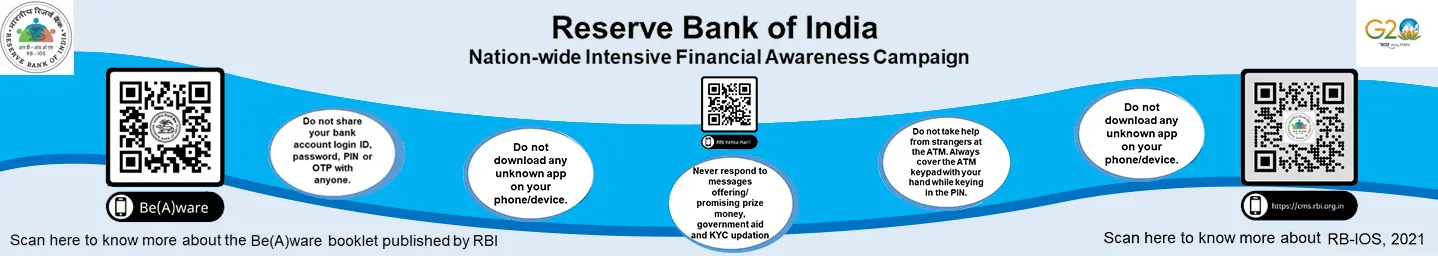 भारतीय रिज़र्व बैंक
RB - IOS
RESERVE BANK OF INDIA
Reserve Bank of India
Nation-wide Intensive Financial Awareness Campaign
G20
Be(A)ware
Scan here to know more about the Be(A)ware booklet published by RBI
Do not share
your bank
account login ID,
password, PIN or
OTP with
anyone.
Do not
download any
unknown app
on your
phone/device.
RBI Kehta Hai!!
Never respond to
messages
offering/
promising prize
money,
government aid
and KYC updation
Do not take help
from strangers at
the ATM. Always
cover the ATM
keypad with your
hand while keying
in the PIN.
Do not
download any
unknown app
on your
phone/device.
https://cms.rbi.org.in
Scan here to know more about RB-IOS, 2021